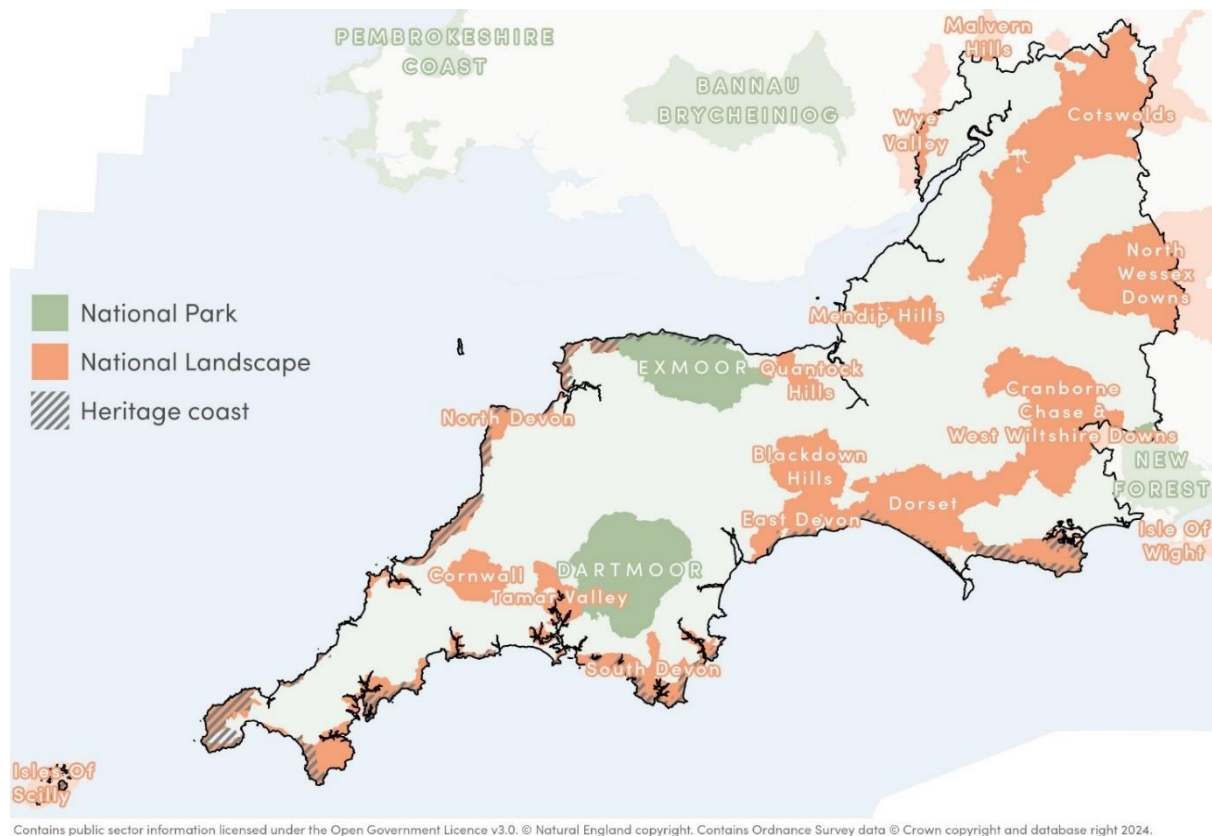 PEMBROKESHIRE
COAST
Malvern
Hills
BANNAU
BRYCHEINIOG
Wye
Valley
Cotswolds
North
Wessex
Downs
National Park
National Landscape
Heritage coast
Mendip Hills
EXMOOR
Quantock
Hills
Cranborne
Chase &
West Wiltshire Downs
North Devon
Blackdown
Hills
NEW
FOREST
Dorset
East Devon
Isle Of
Wight
Cornwall
DARTMOOR
Tamar Valley
South Devon
Isles Of
Scilly
Contains public sector information licensed under the Open Government Licence v3.0. © Natural England copyright. Contains Ordnance Survey data © Crown copyright and database right 2024.